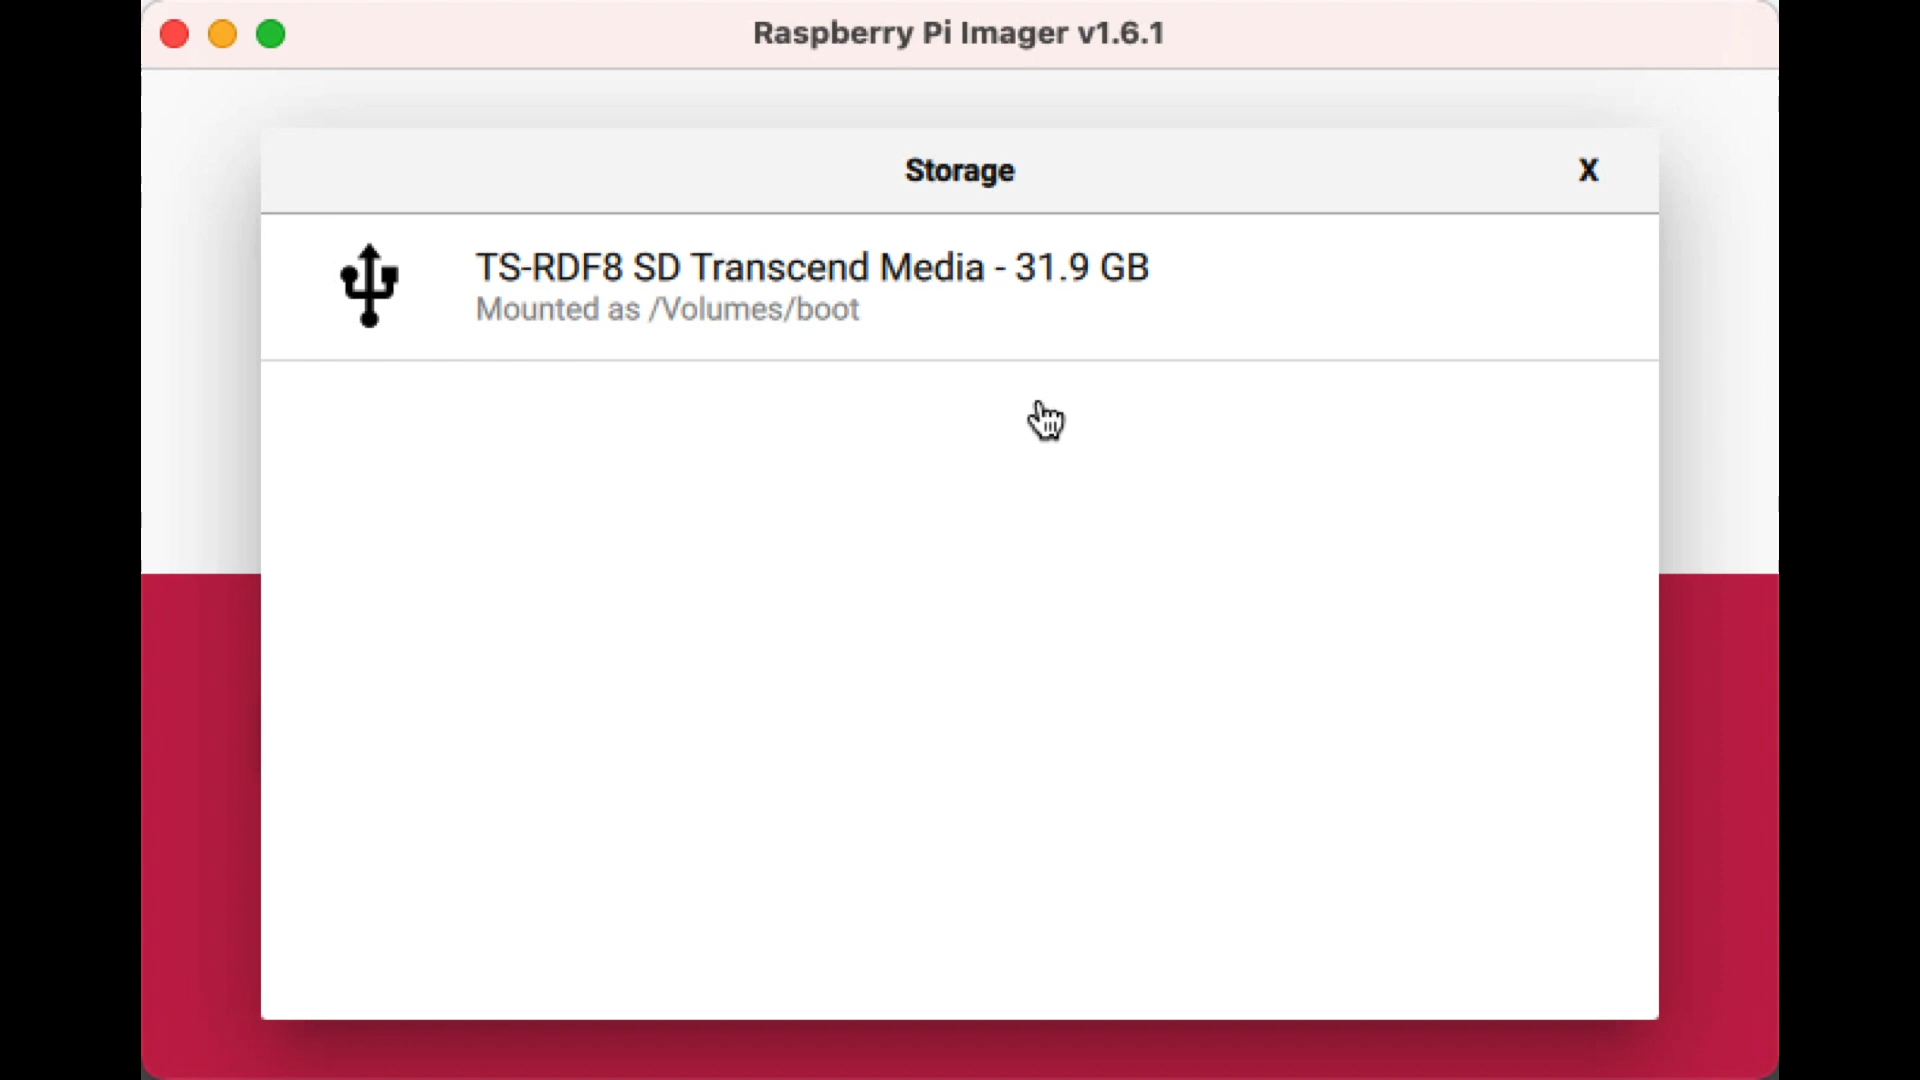 Raspberry Pi Imager v1.6.1
Storage X
TS-RDF8 SD Transcend Media - 31.9 GB
Mounted as /Volumes/boot